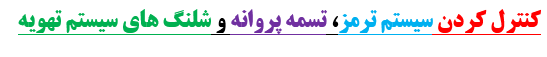 کنترل کردن سیستم ترمز، تسمه پروانه و شلنگ های سیستم تهویه